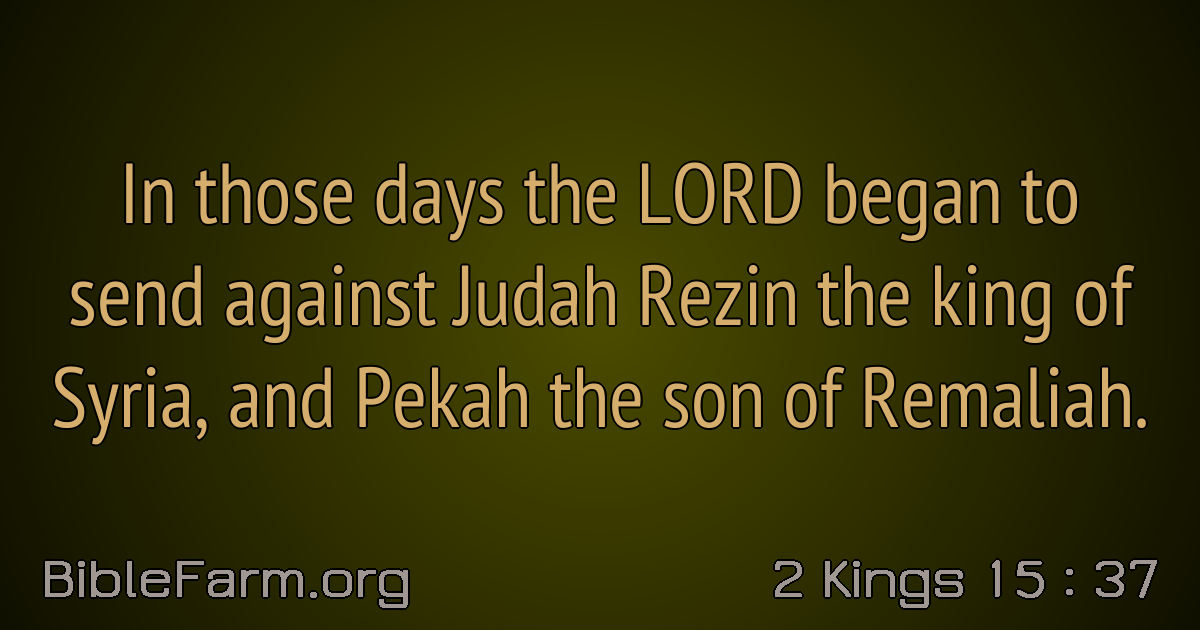 In those days the LORD began to
send against Judah Rezin the king of
Syria, and Pekah the son of Remaliah.
BibleFarm.org
2 Kings 15 : 37